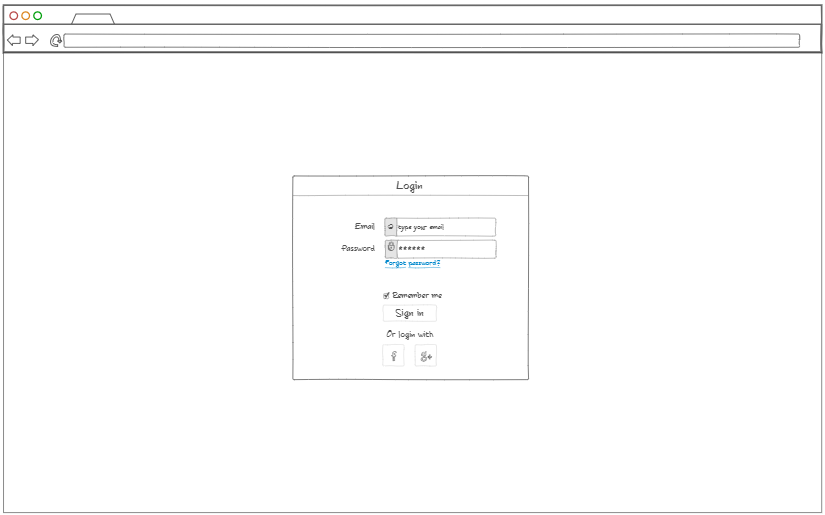 Login
Email
type your email
Password
******
Forgot password?
Remember me
Sign in
Or login with
f
g+